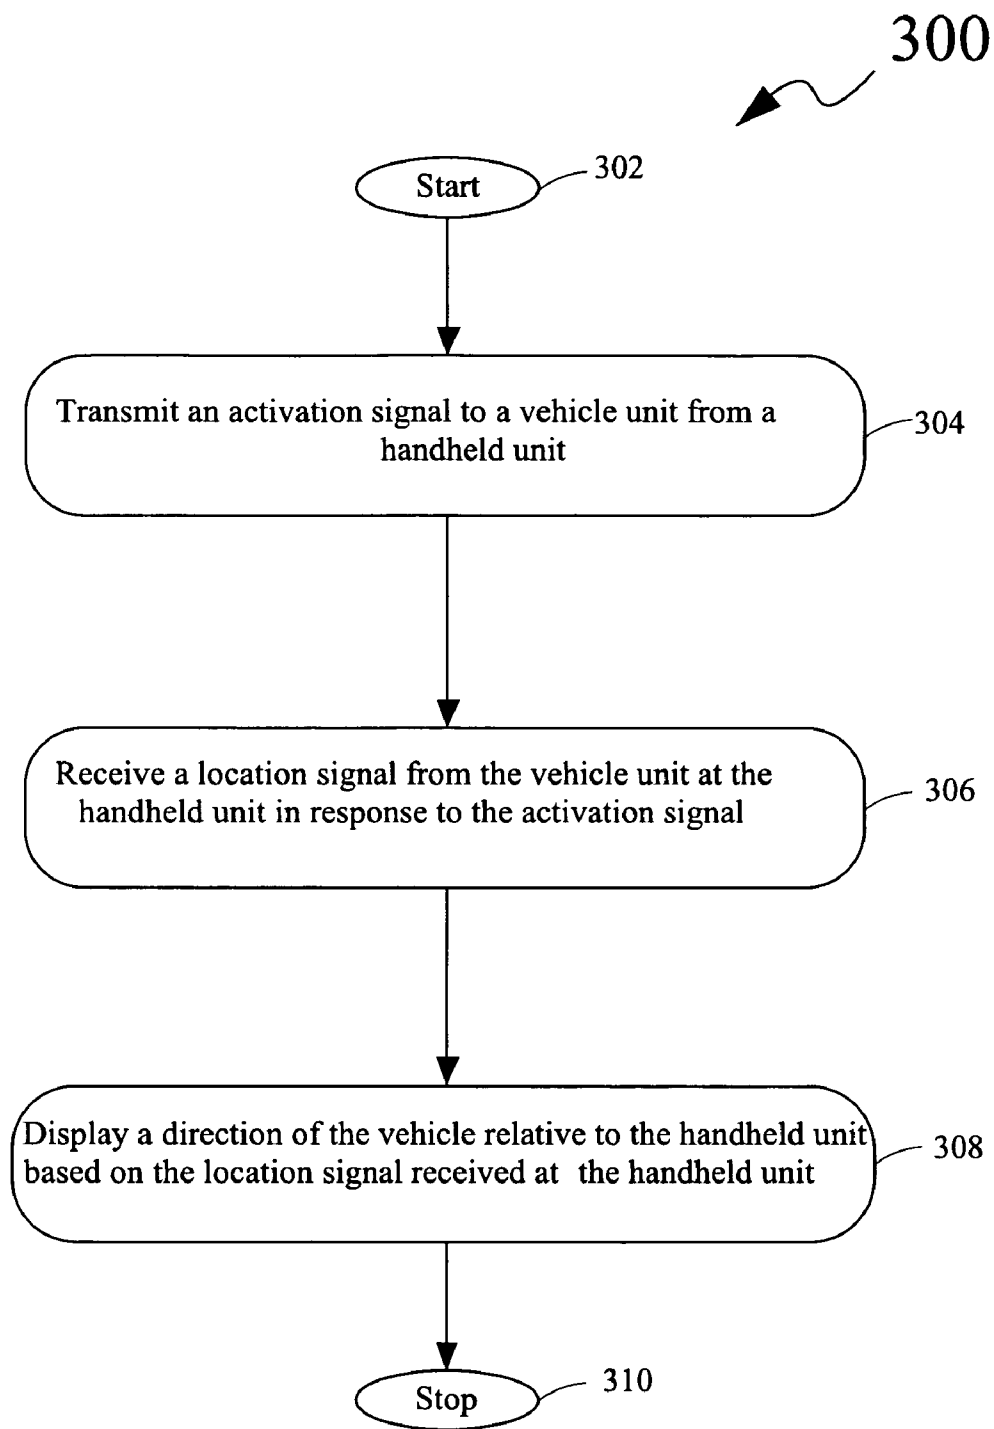 300
Start
302
Transmit an activation signal to a vehicle unit from a
handheld unit
304
Receive a location signal from the vehicle unit at the
handheld unit in response to the activation signal
306
Display a direction of the vehicle relative to the handheld unit
based on the location signal received at the handheld unit
308
Stop
310